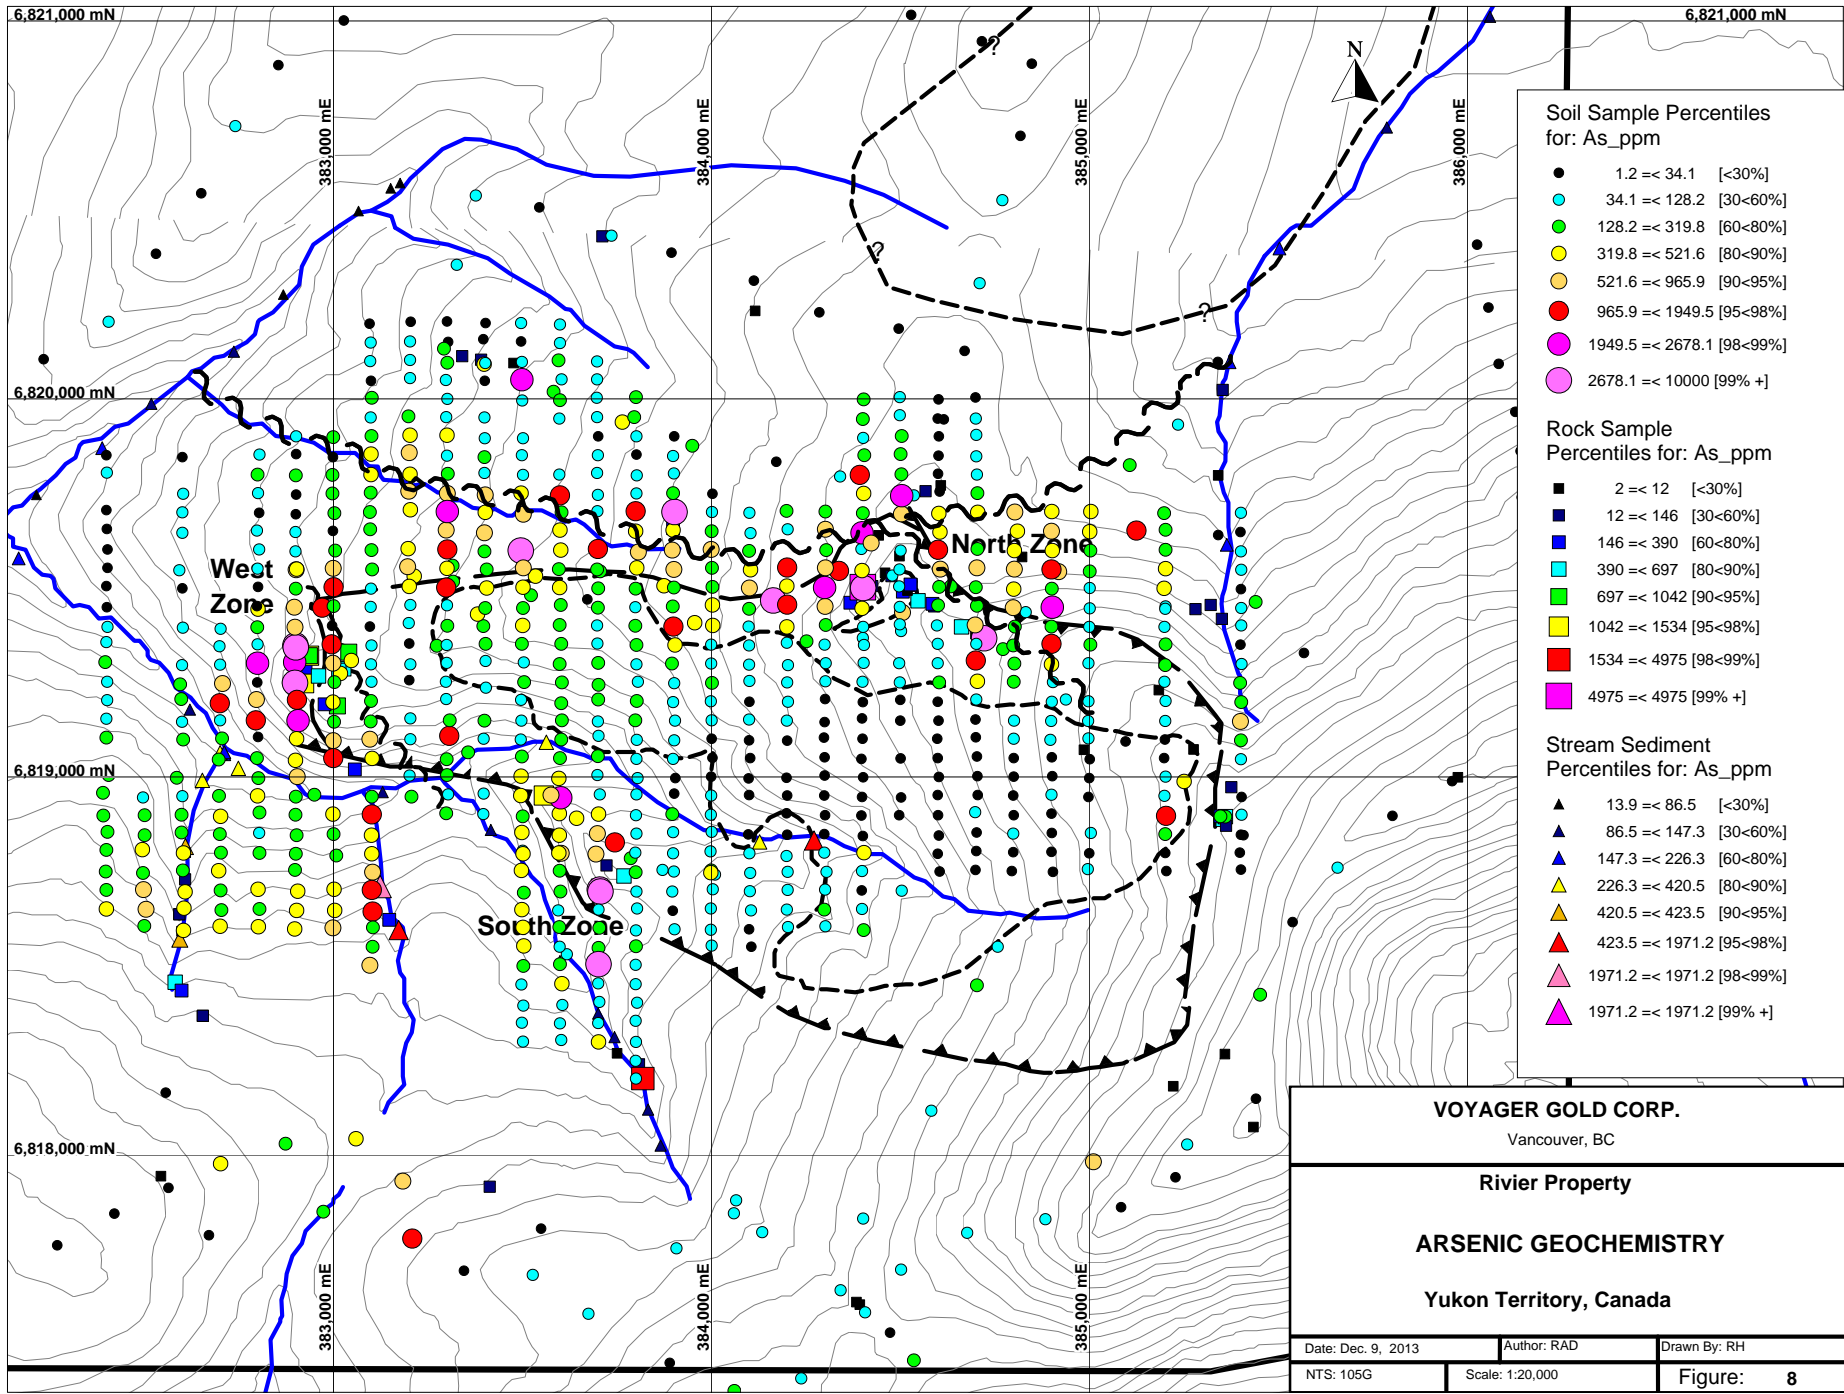 6,821,000 mN
6,821,000 mN
N
383,000 mE
384,000 mE
385,000 mE
386,000 mE
?
?
?
6,820,000 mN
West
Zone
North Zone
6,819,000 mN
South Zone
6,818,000 mN
383,000 mE
384,000 mE
385,000 mE
Soil Sample Percentiles
for: As_ppm
1.2 =< 34.1 [<30%]
34.1 =< 128.2 [30<60%]
128.2 =< 319.8 [60<80%]
319.8 =< 521.6 [80<90%]
521.6 =< 965.9 [90<95%]
965.9 =< 1949.5 [95<98%]
1949.5 =< 2678.1 [98<99%]
2678.1 =< 10000 [99% +]
Rock Sample
Percentiles for: As_ppm
2 =< 12 [<30%]
12 =< 146 [30<60%]
146 =< 390 [60<80%]
390 =< 697 [80<90%]
697 =< 1042 [90<95%]
1042 =< 1534 [95<98%]
1534 =< 4975 [98<99%]
4975 =< 4975 [99% +]
Stream Sediment
Percentiles for: As_ppm
13.9 =< 86.5 [<30%]
86.5 =< 147.3 [30<60%]
147.3 =< 226.3 [60<80%]
226.3 =< 420.5 [80<90%]
420.5 =< 423.5 [90<95%]
423.5 =< 1971.2 [95<98%]
1971.2 =< 1971.2 [98<99%]
1971.2 =< 1971.2 [99% +]
VOYAGER GOLD CORP.
Vancouver, BC
Rivier Property
ARSENIC GEOCHEMISTRY
Yukon Territory, Canada
Date: Dec. 9, 2013 Author: RAD Drawn By: RH
NTS: 105G Scale: 1:20,000 Figure: 8